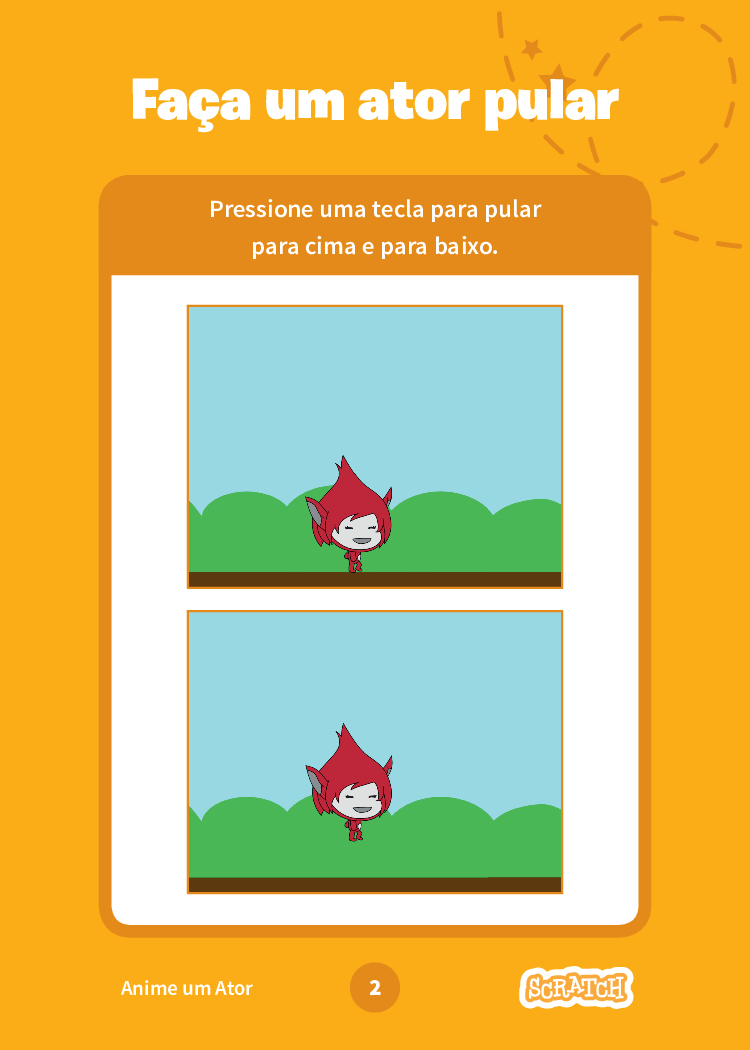 Faça um ator pular
Pressione uma tecla para pular
para cima e para baixo.
Anime um Ator
2
SCRATCH